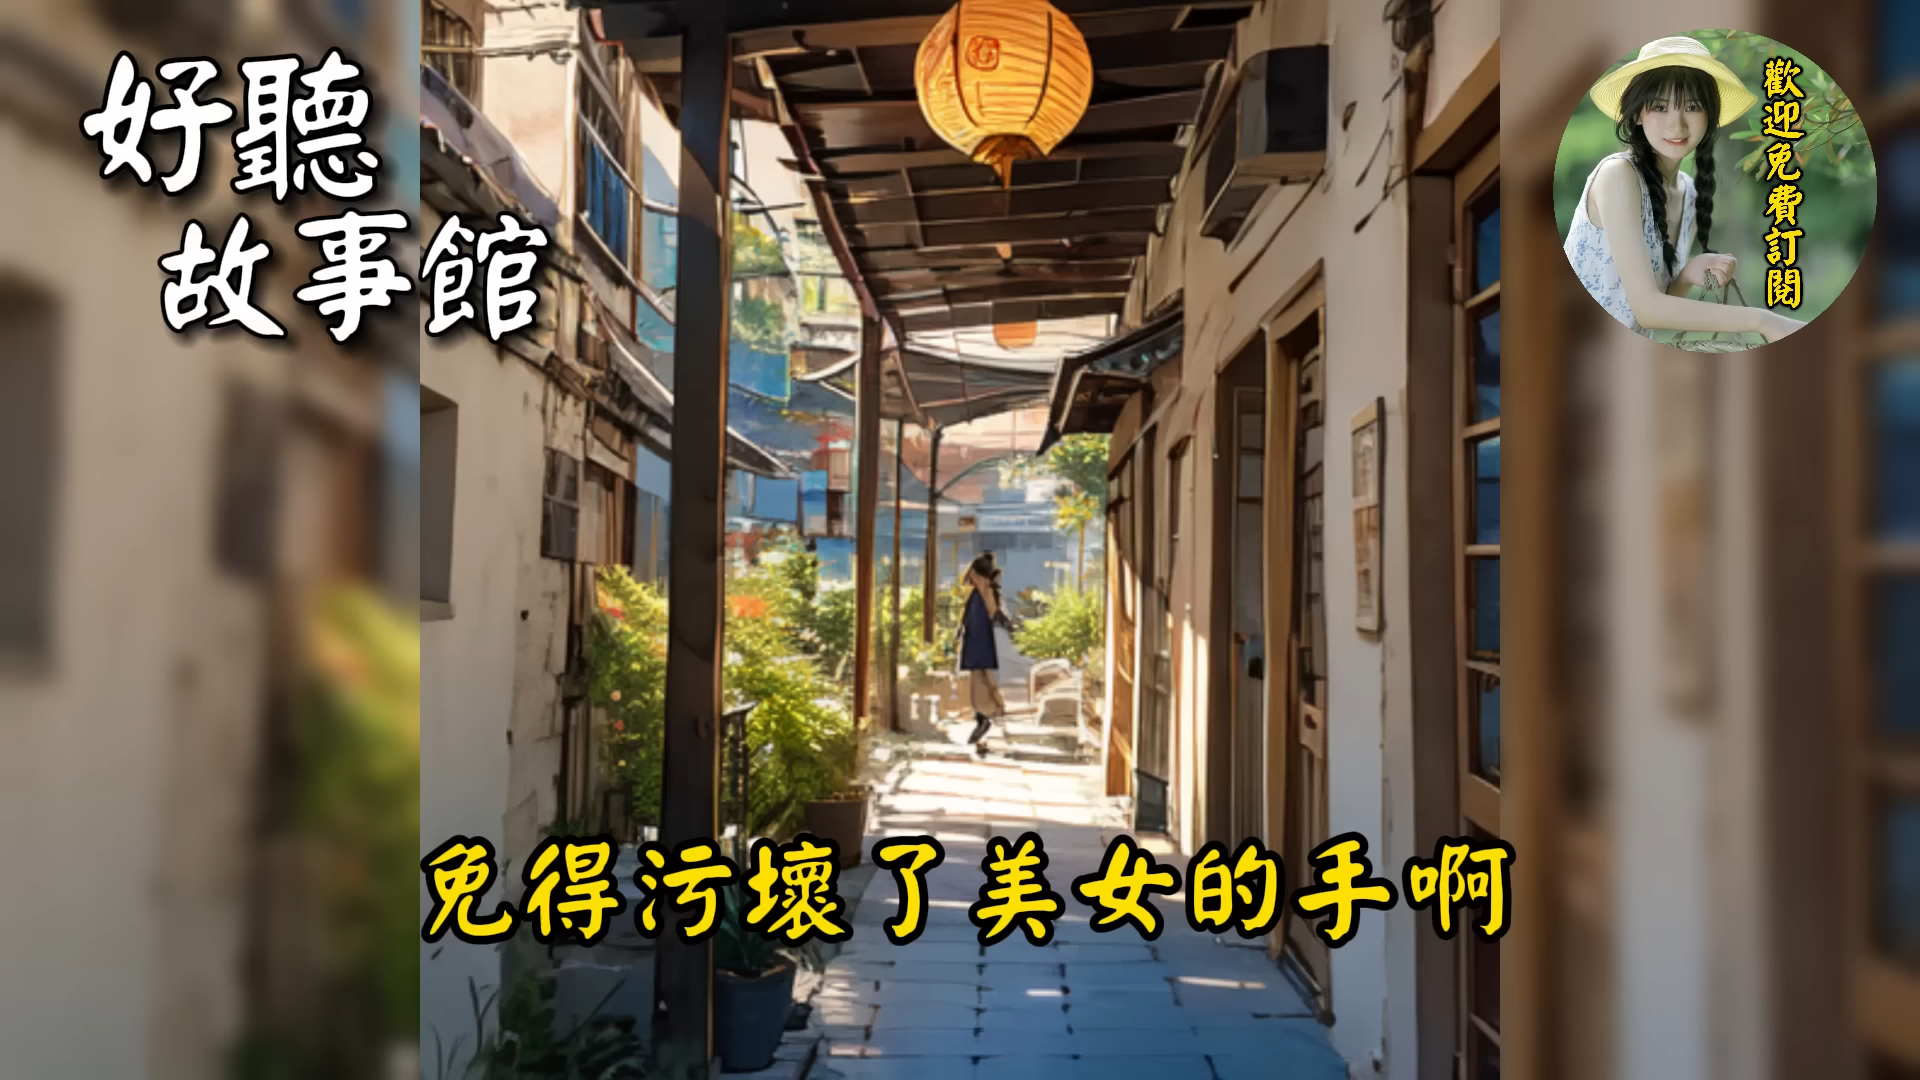 好聽
故事館
歡迎免費訂閱
免得污壞了美女的手啊